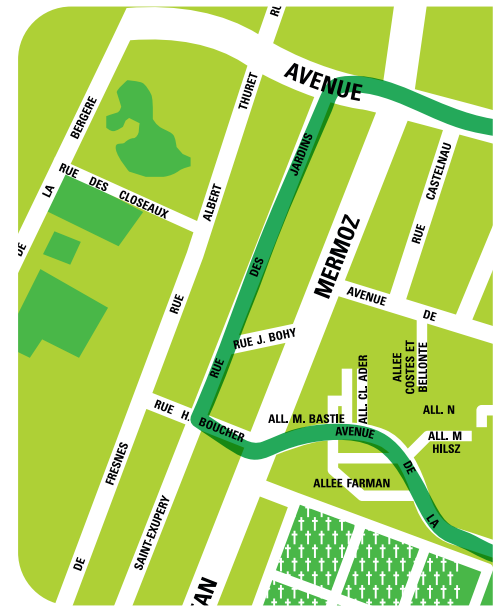 RU
AVENUE
THURET
BERGERE
JARDINS
CASTELNAU
RUE DES CLOSEAUX
LA
ALBERT
RUE
DE
MERMOZ
DES
AVENUE DE
RUE
RUE J. BOHY
ALLEE
COSTES ET
BELLONTE
ALL. CL. ADER
RUE
RUE H. BOUCHER
ALL. M. BASTIE
ALL. N
AVENUE
ALL. M
HILSZ
DE
FRESNES
ALLEE FARMAN
LA
SAINT-EXUPERY
DE
AN